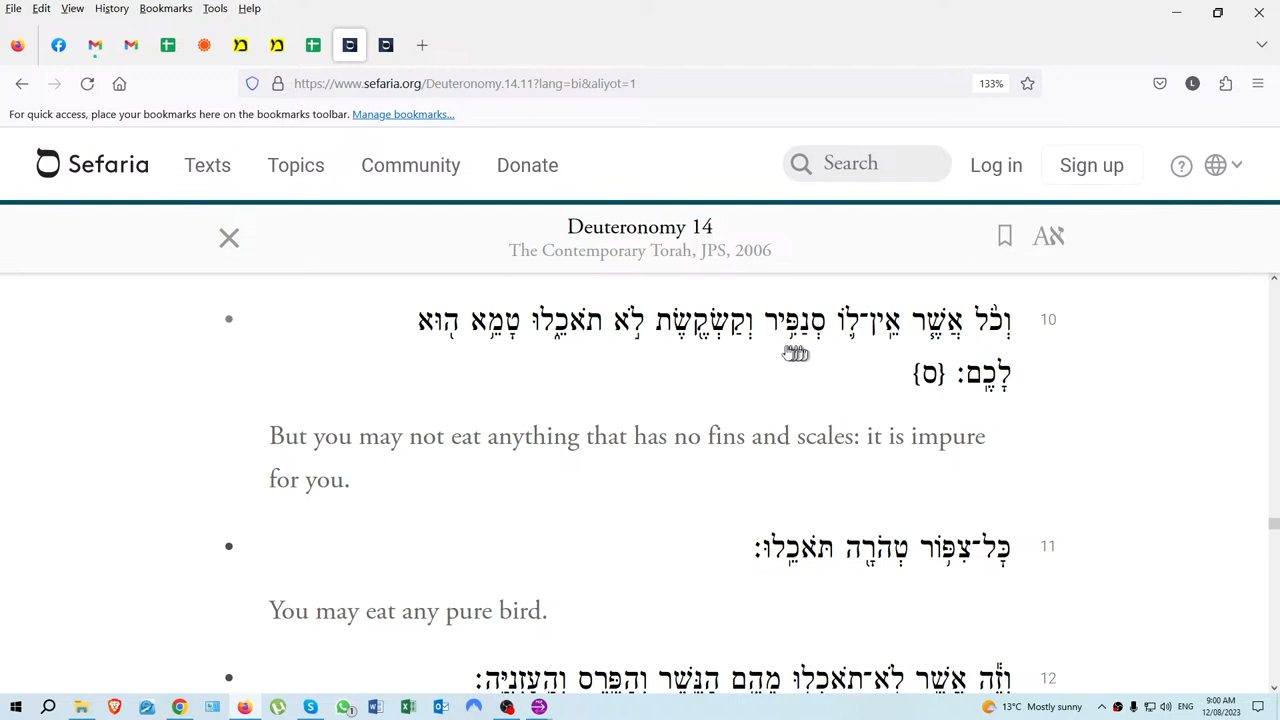 File Edit View History Bookmarks Tools Help
https://www.sefaria.org/Deuteronomy.14.11?lang=bi&aliyot=1 133%
For quick access, place your bookmarks here on the bookmarks toolbar. Manage bookmarks...
Sefaria Texts Topics Community Donate Search Log in Sign up
Deuteronomy 14
The Contemporary Torah, JPS, 2006
10 וְכֹ֨ל אֲשֶׁ֧ר אֵֽין־ל֛וֹ סְנַפִּ֥יר וְקַשְׂקֶ֖שֶׂת לֹ֣א תֹאכֵ֑לוּ טָמֵ֥א ה֖וּא
לָכֶֽם׃ {ס}
But you may not eat anything that has no fins and scales: it is impure
for you.
11 כׇּל־צִפּ֥וֹר טְהֹרָ֖ה תֹּאכֵֽלוּ׃
You may eat any pure bird.
12 וְזֶ֕ה אֲשֶׁ֥ר לֹֽא־תֹאכְל֖וּ מֵהֶ֑ם הַנֶּ֥שֶׁר וְהַפֶּ֖רֶס וְהׇֽעׇזְנִיָּֽה׃
13°C Mostly sunny ENG 9:00 AM
12/08/2023